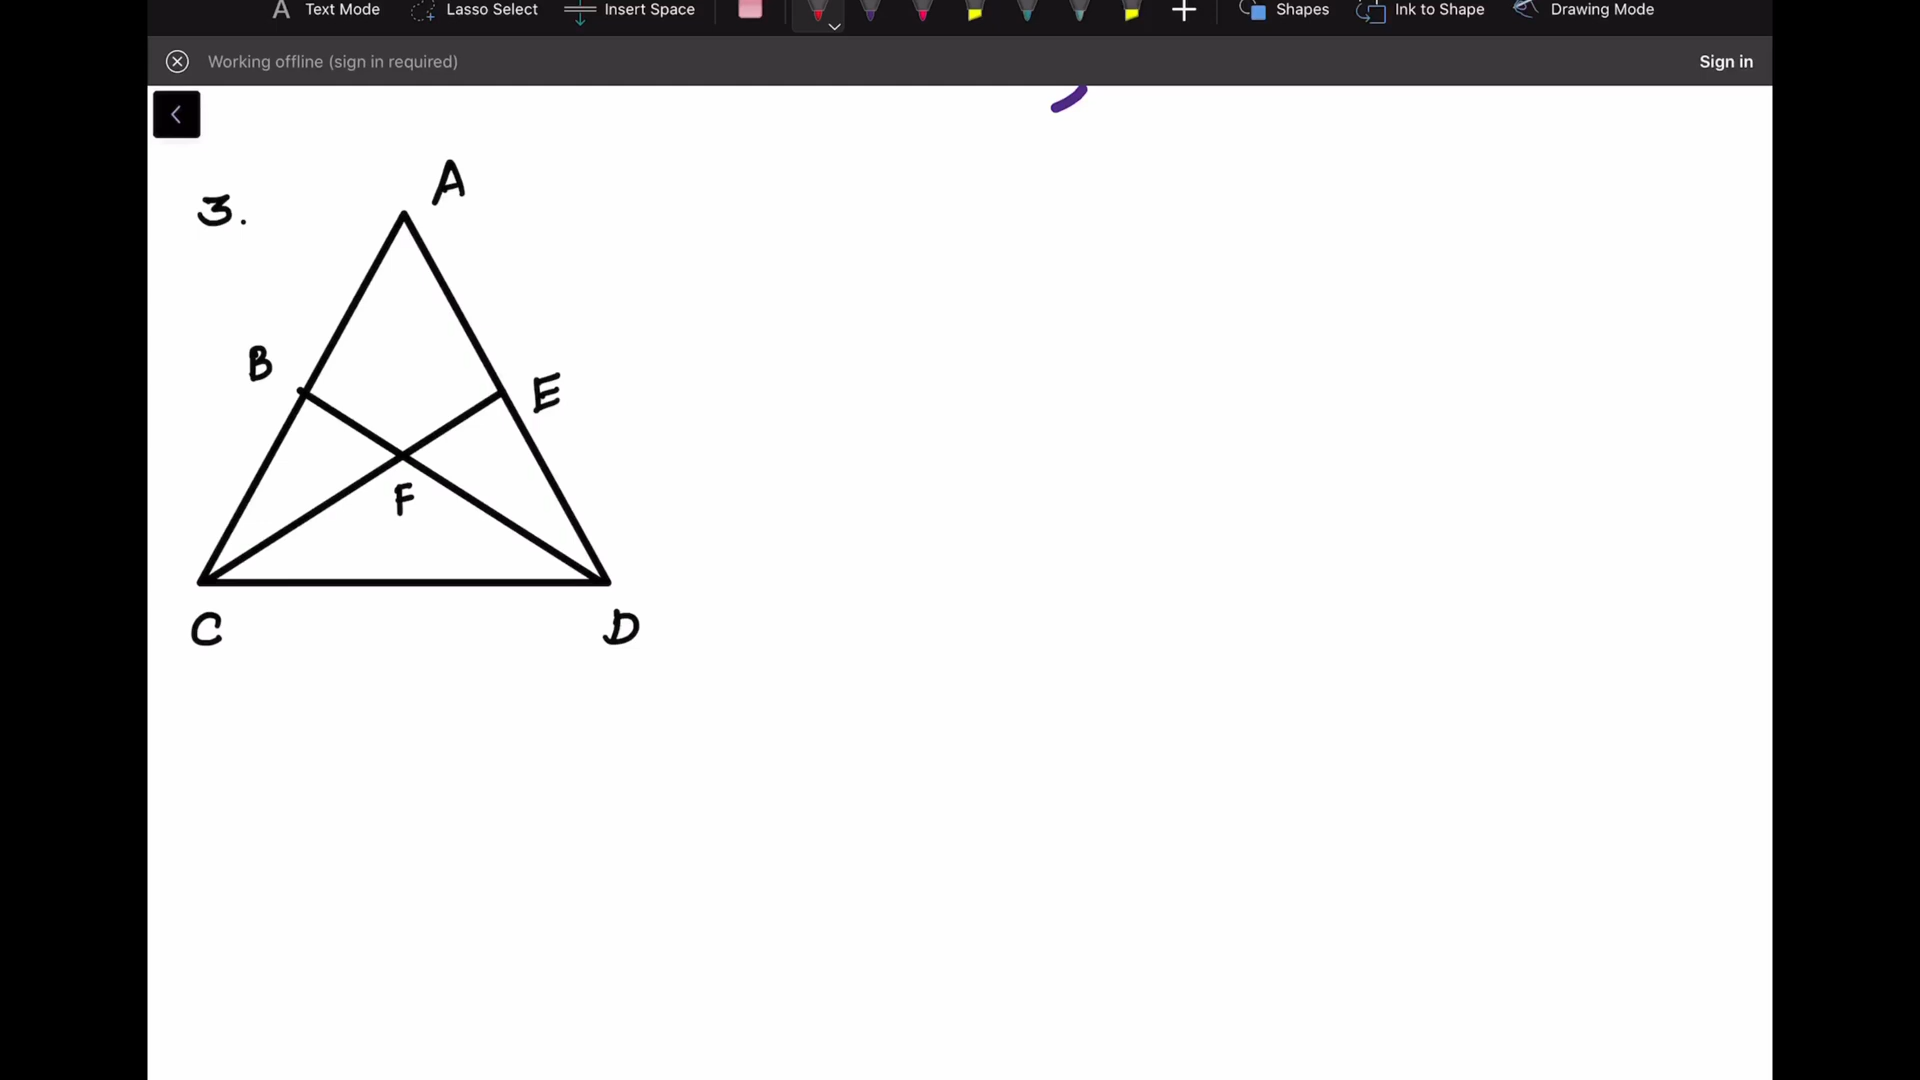 A Text Mode Lasso Select Insert Space Shapes Ink to Shape Drawing Mode
Working offline (sign in required) Sign in
A
3.
B
E
F
C D